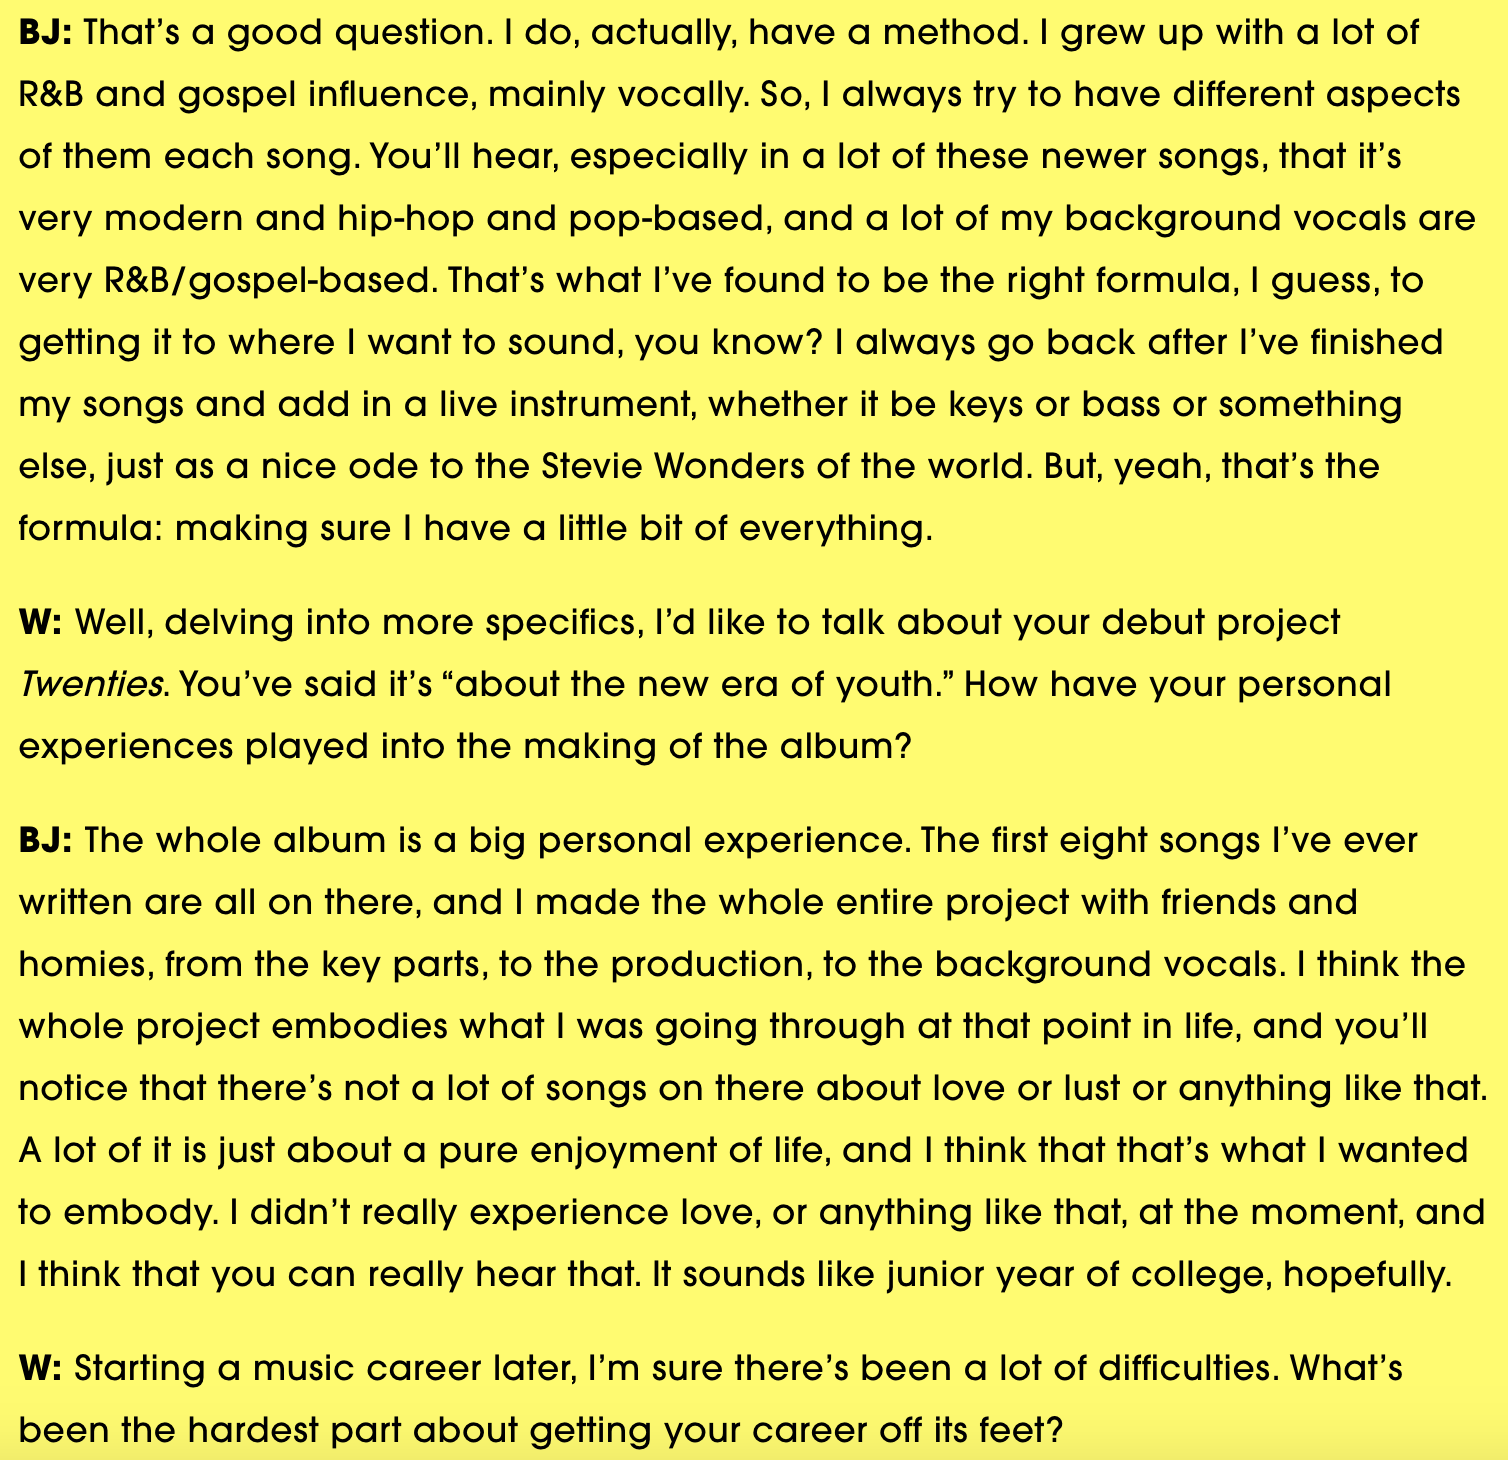 BJ: That’s a good question. I do, actually, have a method. I grew up with a lot of
R&B and gospel influence, mainly vocally. So, I always try to have different aspects
of them each song. You’ll hear, especially in a lot of these newer songs, that it’s
very modern and hip-hop and pop-based, and a lot of my background vocals are
very R&B/gospel-based. That’s what I’ve found to be the right formula, I guess, to
getting it to where I want to sound, you know? I always go back after I’ve finished
my songs and add in a live instrument, whether it be keys or bass or something
else, just as a nice ode to the Stevie Wonders of the world. But, yeah, that’s the
formula: making sure I have a little bit of everything.
W: Well, delving into more specifics, I’d like to talk about your debut project
Twenties. You’ve said it’s “about the new era of youth.” How have your personal
experiences played into the making of the album?
BJ: The whole album is a big personal experience. The first eight songs I’ve ever
written are all on there, and I made the whole entire project with friends and
homies, from the key parts, to the production, to the background vocals. I think the
whole project embodies what I was going through at that point in life, and you’ll
notice that there’s not a lot of songs on there about love or lust or anything like that.
A lot of it is just about a pure enjoyment of life, and I think that that’s what I wanted
to embody. I didn’t really experience love, or anything like that, at the moment, and
I think that you can really hear that. It sounds like junior year of college, hopefully.
W: Starting a music career later, I’m sure there’s been a lot of difficulties. What’s
been the hardest part about getting your career off its feet?